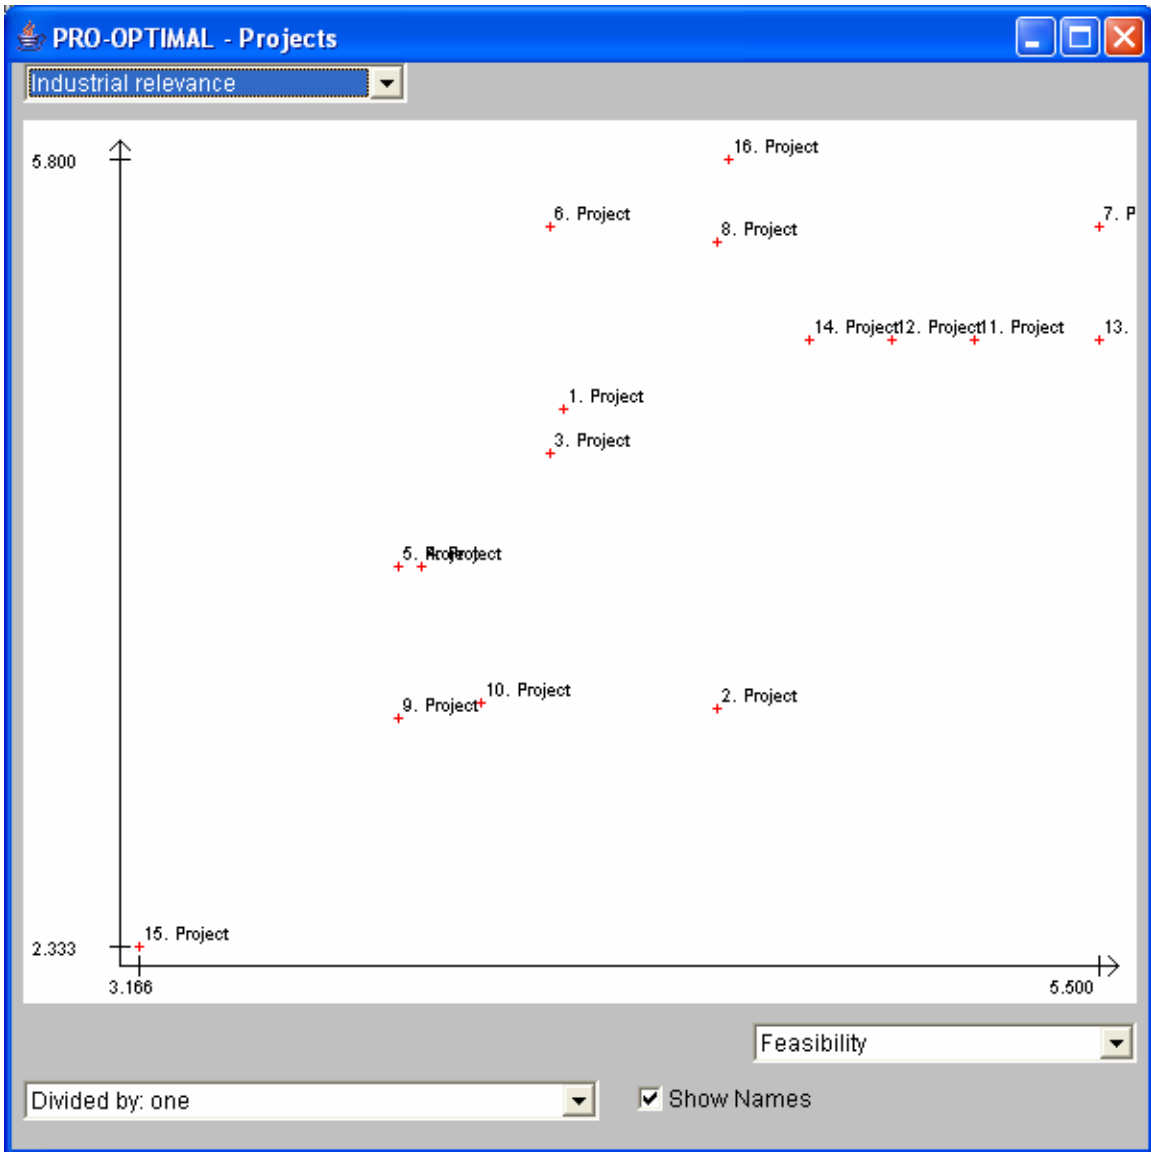 PRO-OPTIMAL - Projects
Industrial relevance
5.800
16. Project
6. Project
7. P
8. Project
14. Project
12. Project
11. Project
13.
1. Project
3. Project
5. Project
4. Project
10. Project
9. Project
2. Project
15. Project
2.333
3.166
5.500
Feasibility
Divided by: one
Show Names